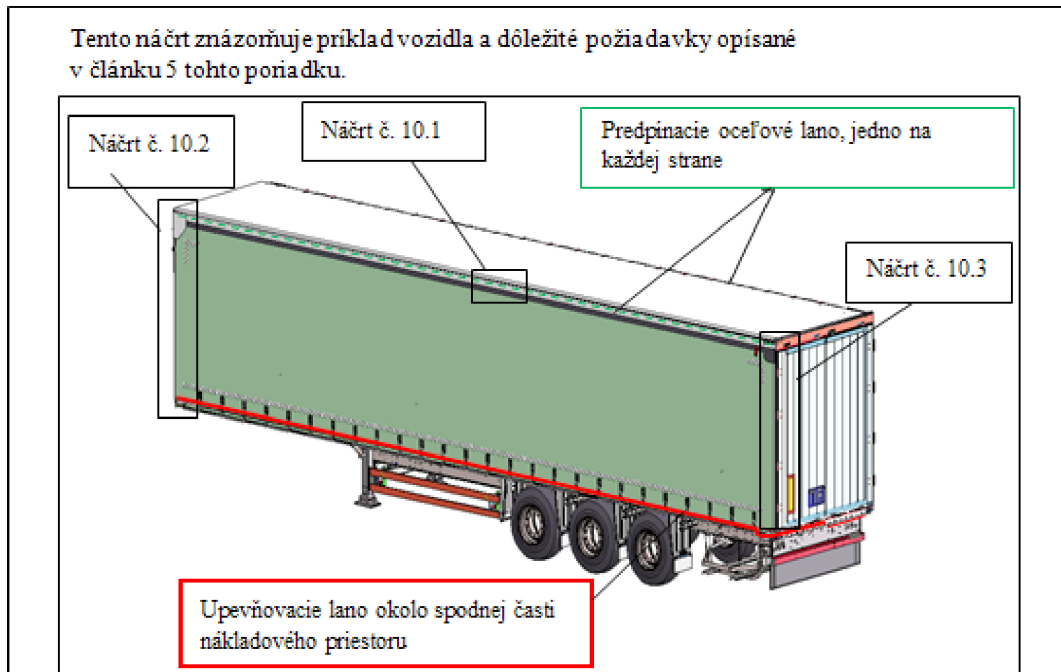 Tento náčrt znázorňuje príklad vozidla a dôležité požiadavky opísané
v článku 5 tohto poriadku.
Náčrt č. 10.2
Náčrt č. 10.1
Predpínacie oceľové lano, jedno na
každej strane
Náčrt č. 10.3
Upevňovacie lano okolo spodnej časti
nákladového priestoru